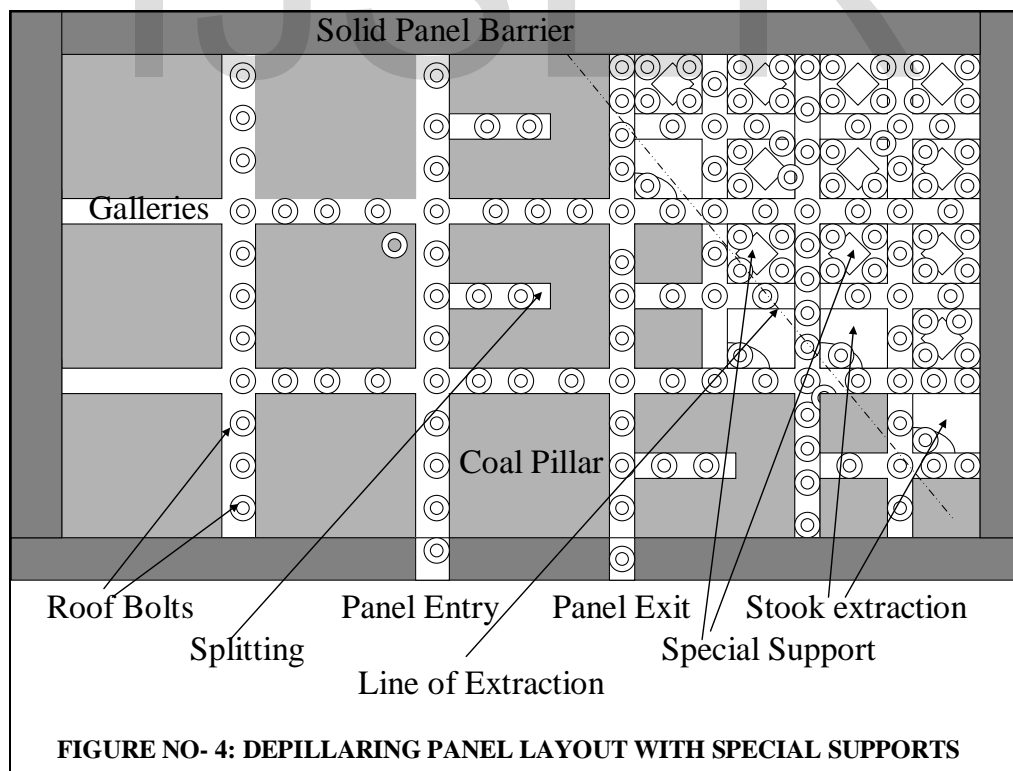 IJSER
Solid Panel Barrier
Galleries
Coal Pillar
Roof Bolts
Panel Entry
Panel Exit
Stook extraction
Splitting
Special Support
Line of Extraction
FIGURE NO- 4: DEPILLARING PANEL LAYOUT WITH SPECIAL SUPPORTS